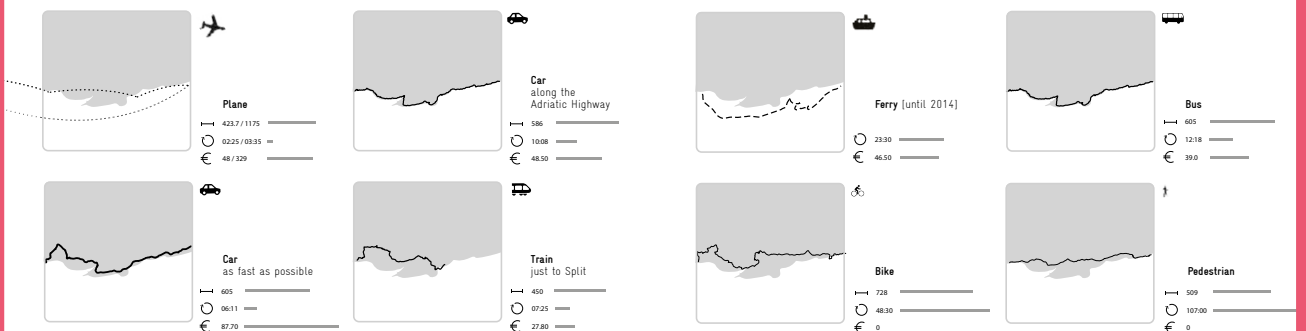 Plane
423.7 / 1175
02:25 / 03:35
48 / 329
Car
along the
Adriatic Highway
586
10:08
48.50
Ferry [until 2014]
23:30
46.50
Bus
605
12:18
39.0
Car
as fast as possible
605
06:11
87.70
Train
just to Split
450
07:25
27.80
Bike
728
48:30
0
Pedestrian
509
107:00
0